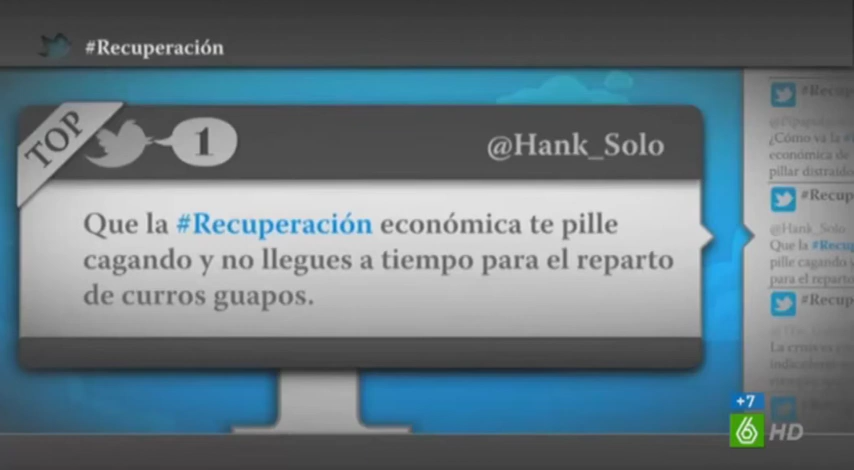 #Recuperación
TOP
1
@Hank_Solo
Que la #Recuperación económica te pille
cagando y no llegues a tiempo para el reparto
de curros guapos.
#Recup
¿Cómo va la
económica de
pillar distraído
#Recup
@Hank_Solo
Que la #Recup
pille cagando y
para el reparto
#Recup
La crisis es
+7
6 HD